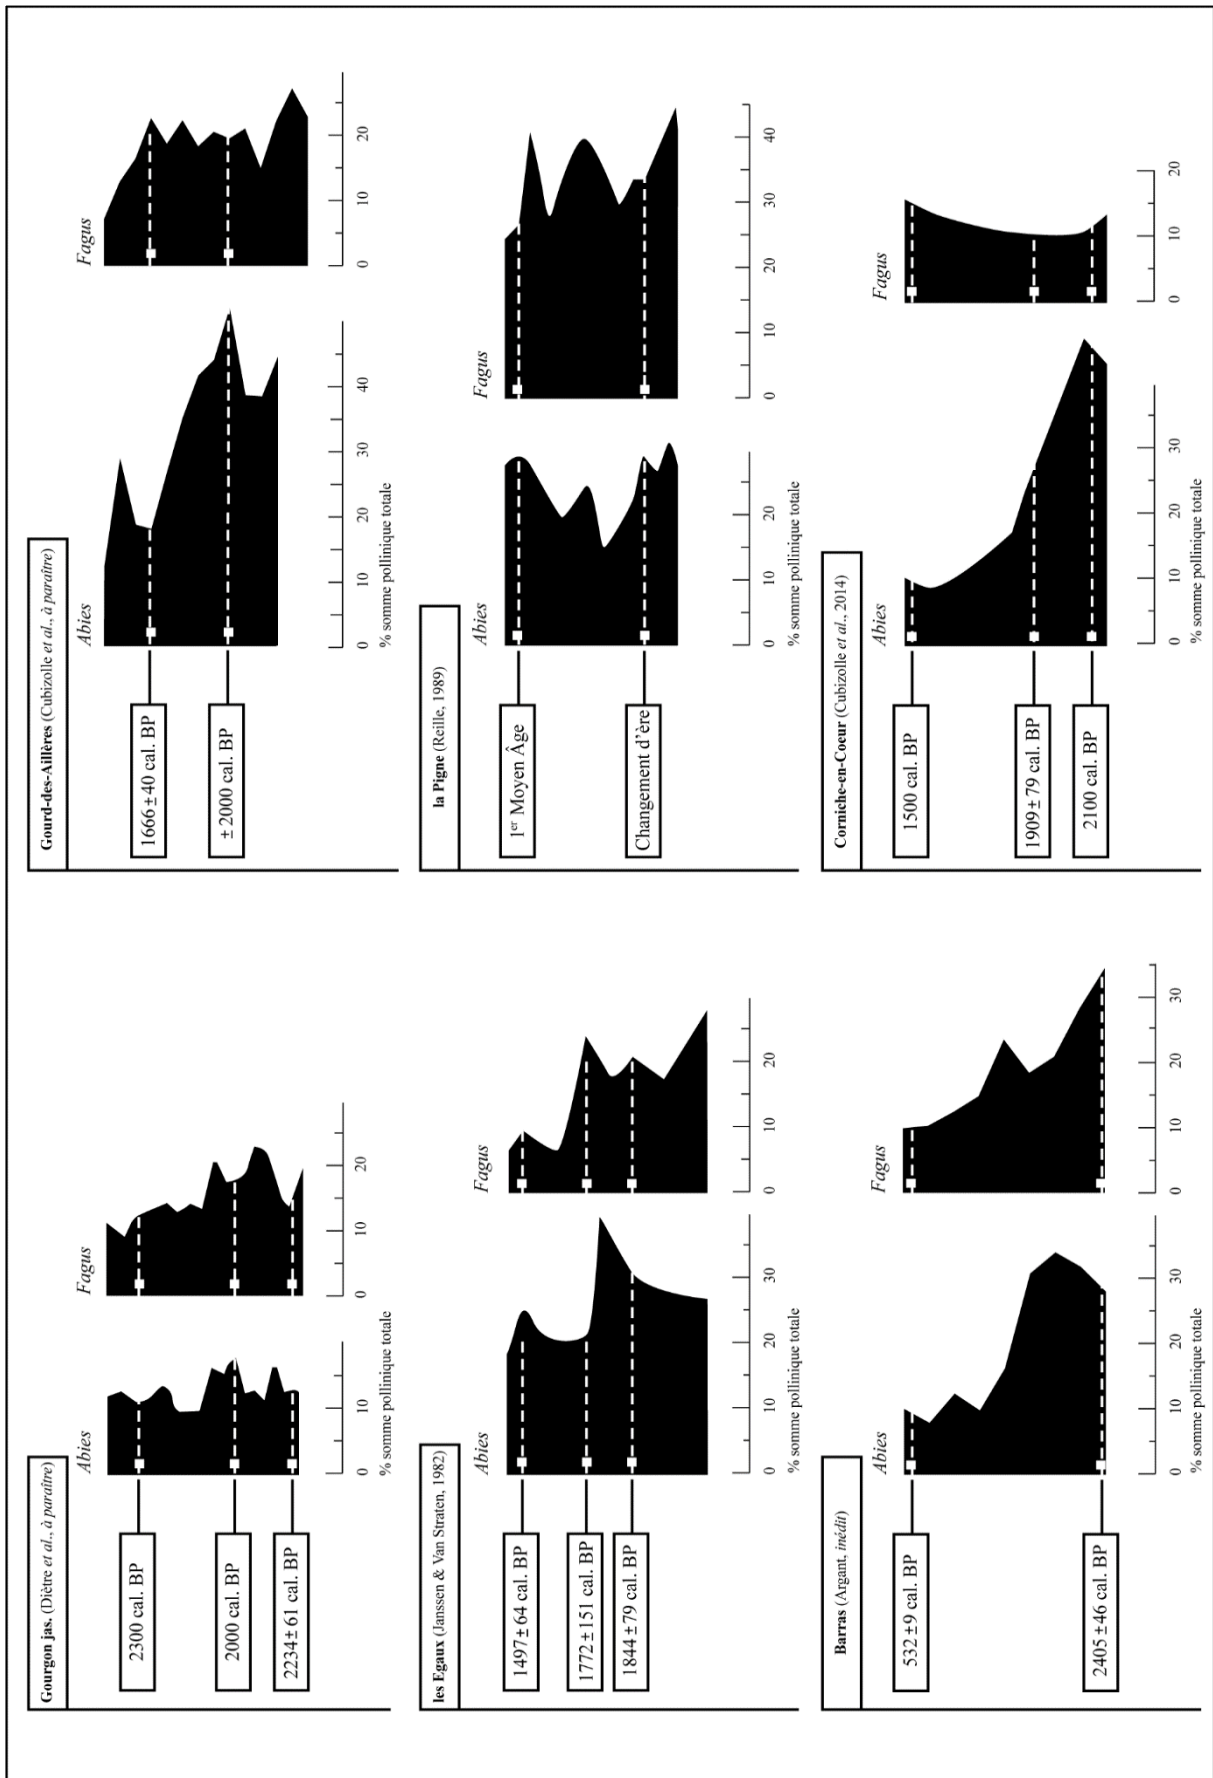 Gourgon jas. (Diètre et al., à paraître)
Abies
Fagus
2300 cal. BP
2000 cal. BP
2234±61 cal. BP
0 10
0 10 20
% somme pollinique totale
Gourd-des-Aillères (Cubizolle et al., à paraître)
Abies
Fagus
1666±40 cal. BP
±2000 cal. BP
0 10 20 30 40
0 10 20
% somme pollinique totale
les Egaux (Janssen & Van Straten, 1982)
Abies
Fagus
1497±64 cal. BP
1772±151 cal. BP
1844±79 cal. BP
0 10 20 30
0 10 20
% somme pollinique totale
la Pigne (Reille, 1989)
Abies
Fagus
1er Moyen Âge
Changement d’ère
0 10 20
0 10 20 30 40
% somme pollinique totale
Barras (Argant, inédit)
Abies
Fagus
532±9 cal. BP
2405±46 cal. BP
0 10 20 30
0 10 20 30
% somme pollinique totale
Corniche-en-Coeur (Cubizolle et al., 2014)
Abies
Fagus
1500 cal. BP
1909±79 cal. BP
2100 cal. BP
0 10 20 30
0 10 20
% somme pollinique totale